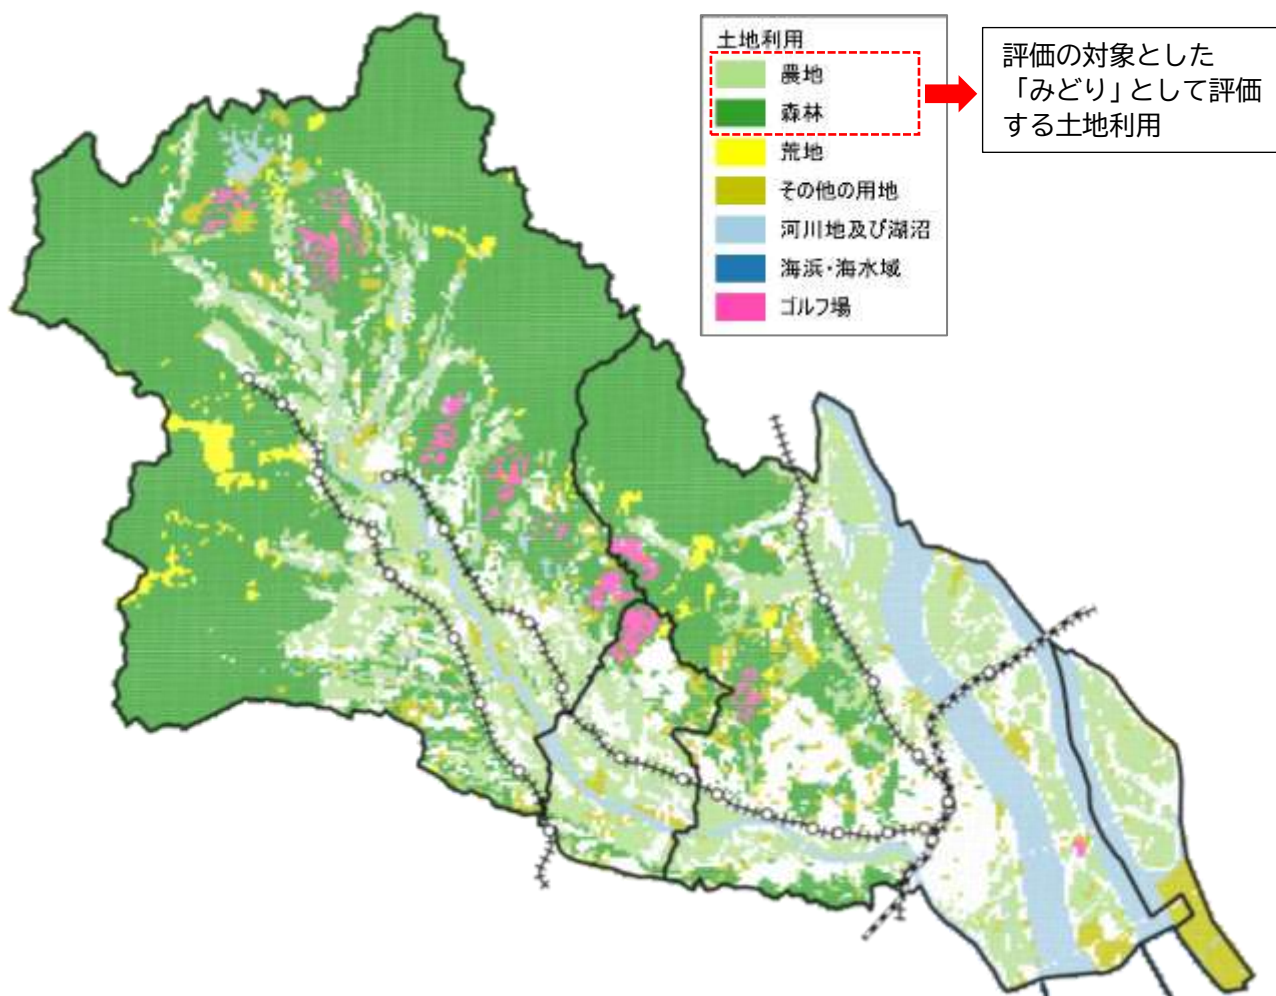 土地利用
農地
森林
荒地
その他の用地
河川地及び湖沼
海浜・海水域
ゴルフ場
評価の対象とした
「みどり」として評価
する土地利用